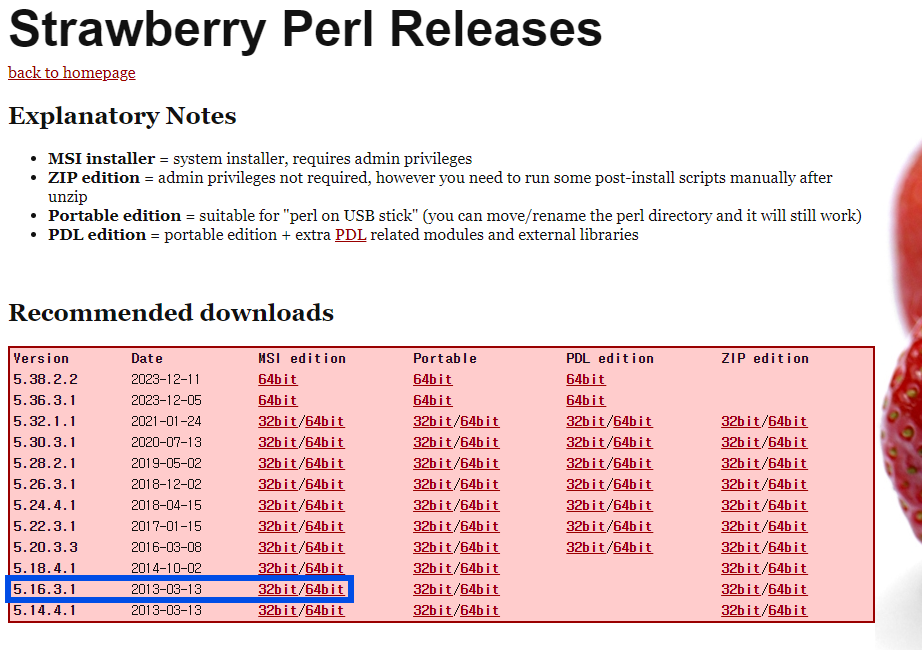 Strawberry Perl Releases
back to homepage
Explanatory Notes
• MSI installer = system installer, requires admin privileges
• ZIP edition = admin privileges not required, however you need to run some post-install scripts manually after
unzip
• Portable edition = suitable for "perl on USB stick" (you can move/rename the perl directory and it will still work)
• PDL edition = portable edition + extra PDL related modules and external libraries
Recommended downloads
Version Date MSI edition Portable PDL edition ZIP edition
5.38.2.2 2023-12-11 64bit 64bit 64bit
5.36.3.1 2023-12-05 64bit 64bit 64bit
5.32.1.1 2021-01-24 32bit/64bit 32bit/64bit 32bit/64bit 32bit/64bit
5.30.3.1 2020-07-13 32bit/64bit 32bit/64bit 32bit/64bit 32bit/64bit
5.28.2.1 2019-05-02 32bit/64bit 32bit/64bit 32bit/64bit 32bit/64bit
5.26.3.1 2018-12-02 32bit/64bit 32bit/64bit 32bit/64bit 32bit/64bit
5.24.4.1 2018-04-15 32bit/64bit 32bit/64bit 32bit/64bit 32bit/64bit
5.22.3.1 2017-01-15 32bit/64bit 32bit/64bit 32bit/64bit 32bit/64bit
5.20.3.3 2016-03-08 32bit/64bit 32bit/64bit 32bit/64bit 32bit/64bit
5.18.4.1 2014-10-02 32bit/64bit 32bit/64bit 32bit/64bit
5.16.3.1 2013-03-13 32bit/64bit 32bit/64bit 32bit/64bit
5.14.4.1 2013-03-13 32bit/64bit 32bit/64bit 32bit/64bit